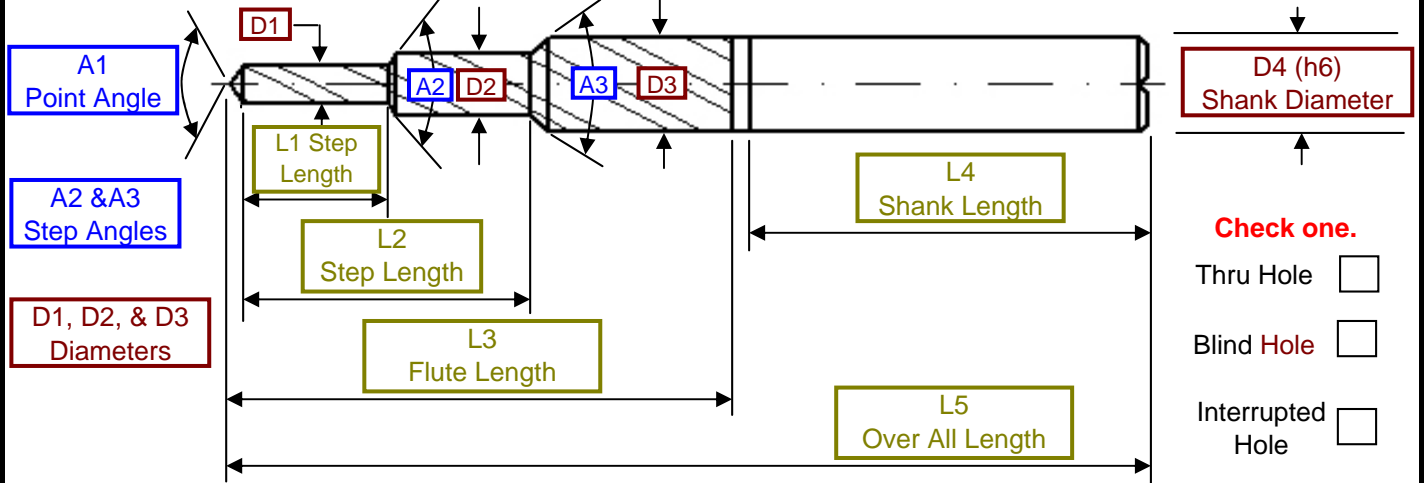 D1
A1
Point Angle
A2
D2
A3
D3
D4 (h6)
Shank Diameter
L1 Step
Length
L4
Shank Length
A2 &A3
Step Angles
L2
Step Length
Check one.
Thru Hole
D1, D2, & D3
Diameters
L3
Flute Length
Blind Hole
L5
Over All Length
Interrupted
Hole